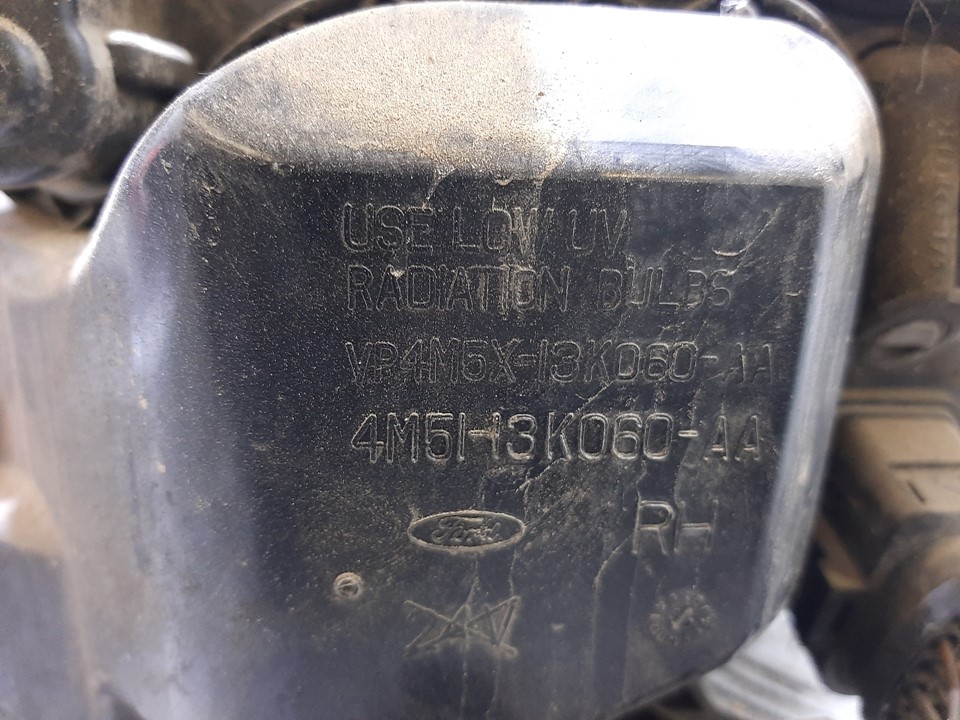 USE LOW UV
RADIATION BULBS
VP4M5X-13K060-AA
4M51-13K060-AA
Ford
RH